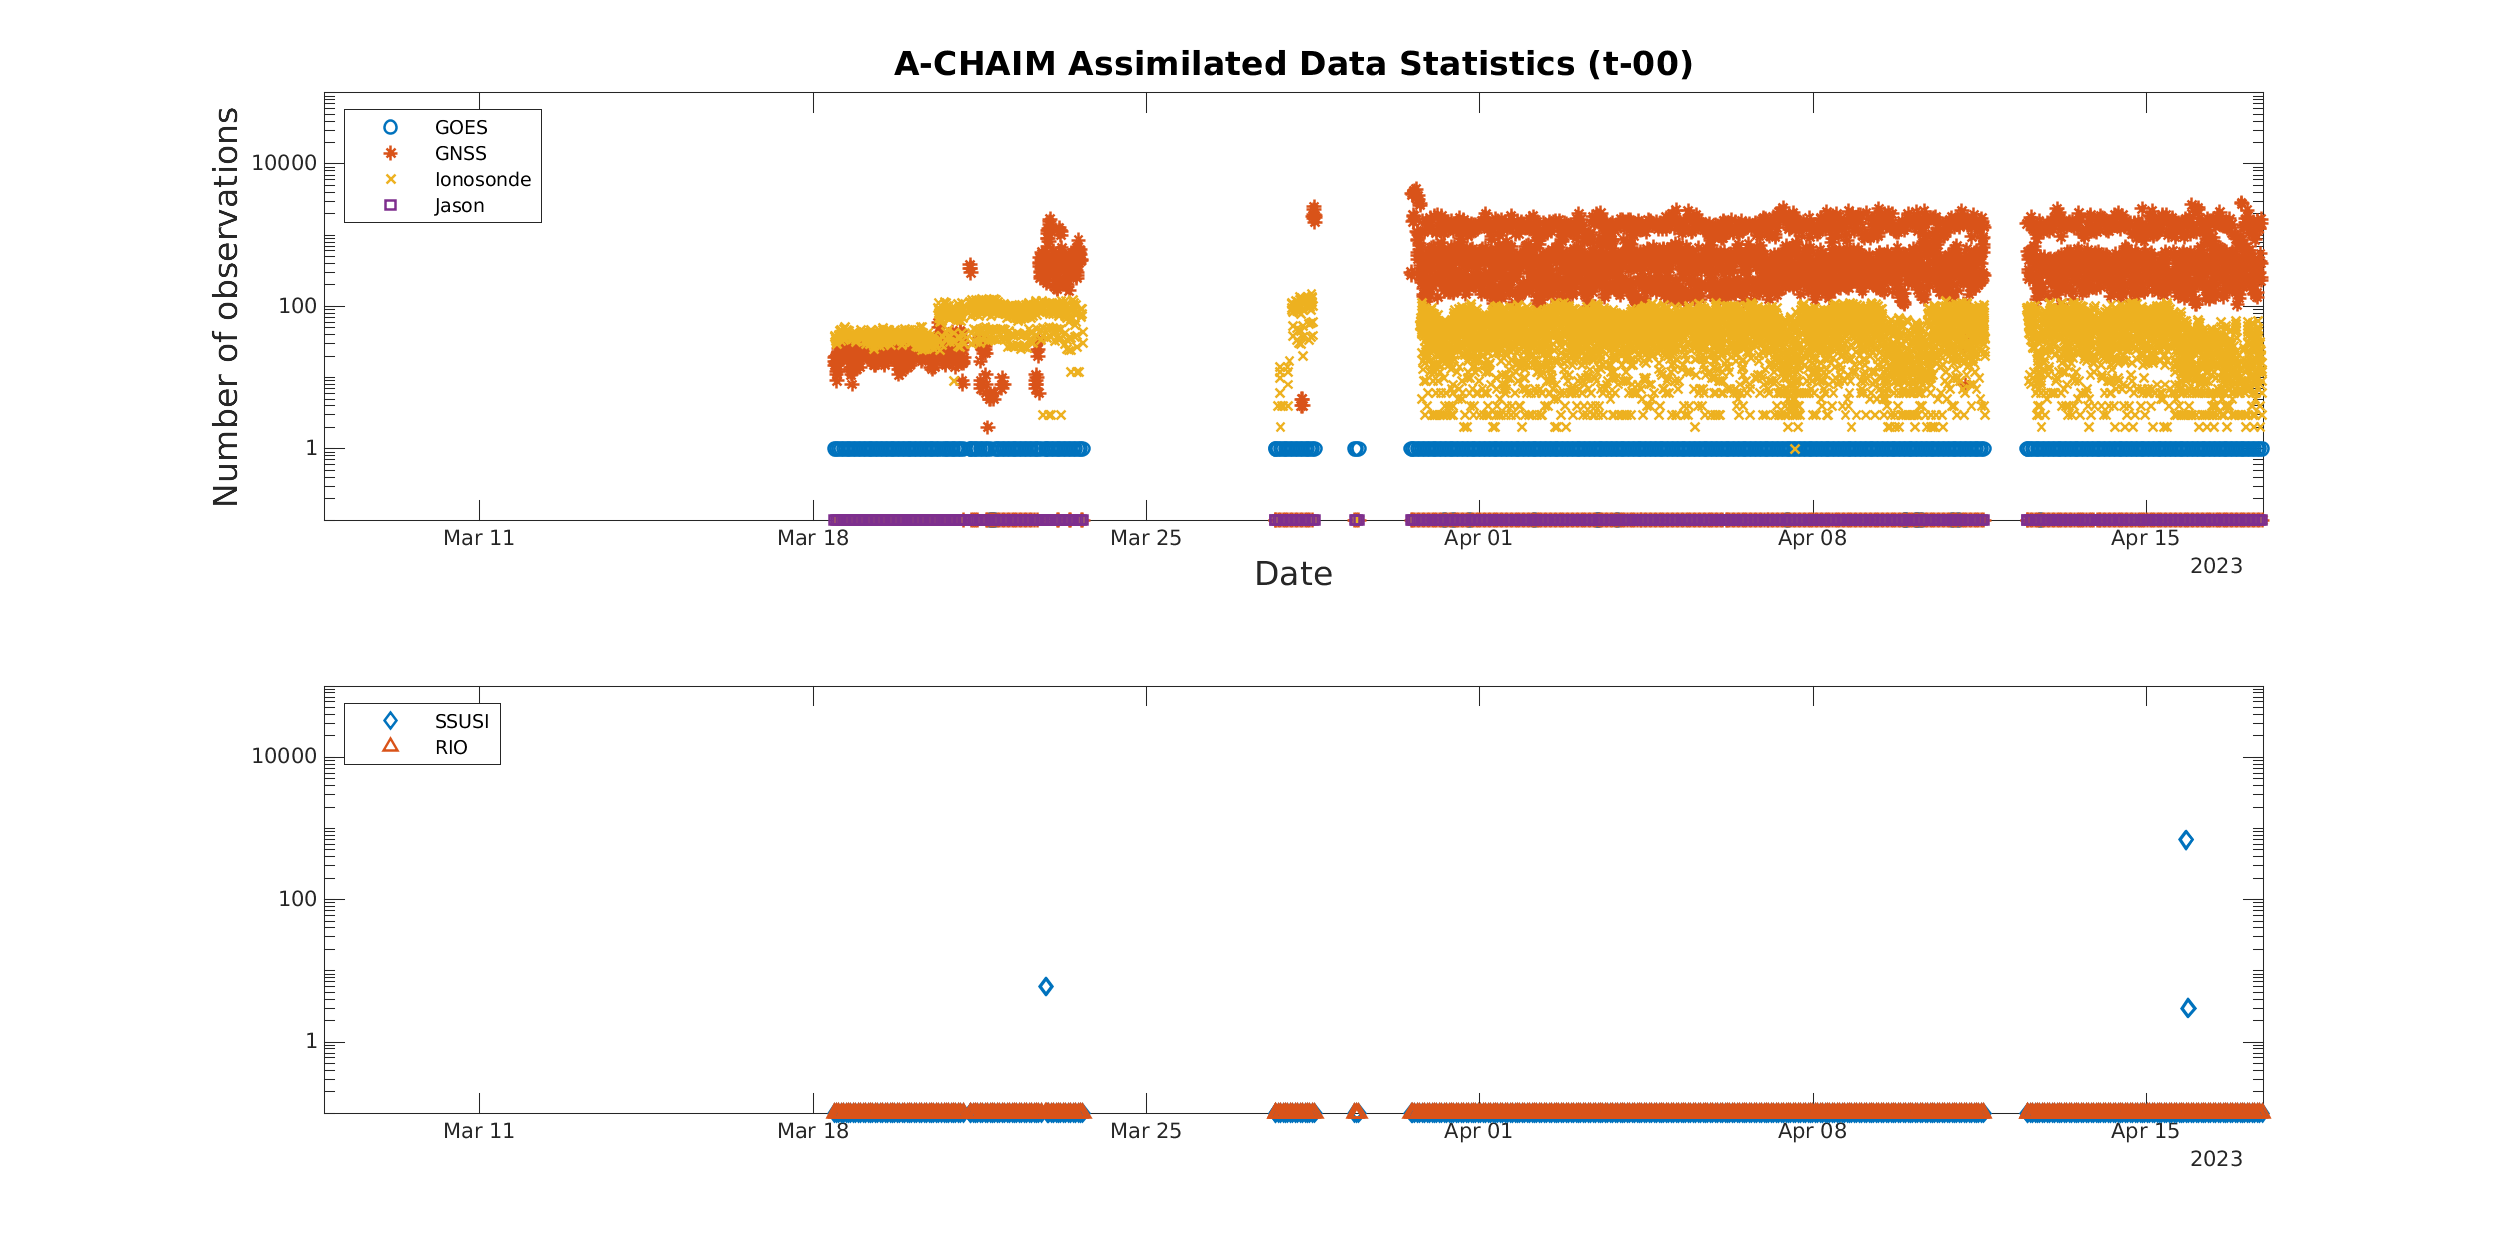 A-CHAIM Assimilated Data Statistics (t-00)
Number of observations
10000
100
1
GOES
GNSS
Ionosonde
Jason
Mar 11
Mar 18
Mar 25
Apr 01
Apr 08
Apr 15
2023
Date
10000
100
1
SSUSI
RIO
Mar 11
Mar 18
Mar 25
Apr 01
Apr 08
Apr 15
2023